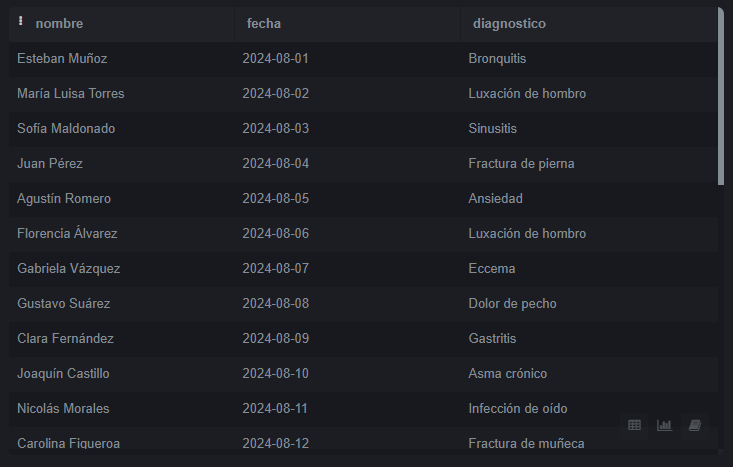 nombre fecha diagnostico
Esteban Muñoz 2024-08-01 Bronquitis
María Luisa Torres 2024-08-02 Luxación de hombro
Sofía Maldonado 2024-08-03 Sinusitis
Juan Pérez 2024-08-04 Fractura de pierna
Agustín Romero 2024-08-05 Ansiedad
Florencia Álvarez 2024-08-06 Luxación de hombro
Gabriela Vázquez 2024-08-07 Eccema
Gustavo Suárez 2024-08-08 Dolor de pecho
Clara Fernández 2024-08-09 Gastritis
Joaquín Castillo 2024-08-10 Asma crónico
Nicolás Morales 2024-08-11 Infección de oído
Carolina Figueroa 2024-08-12 Fractura de muñeca